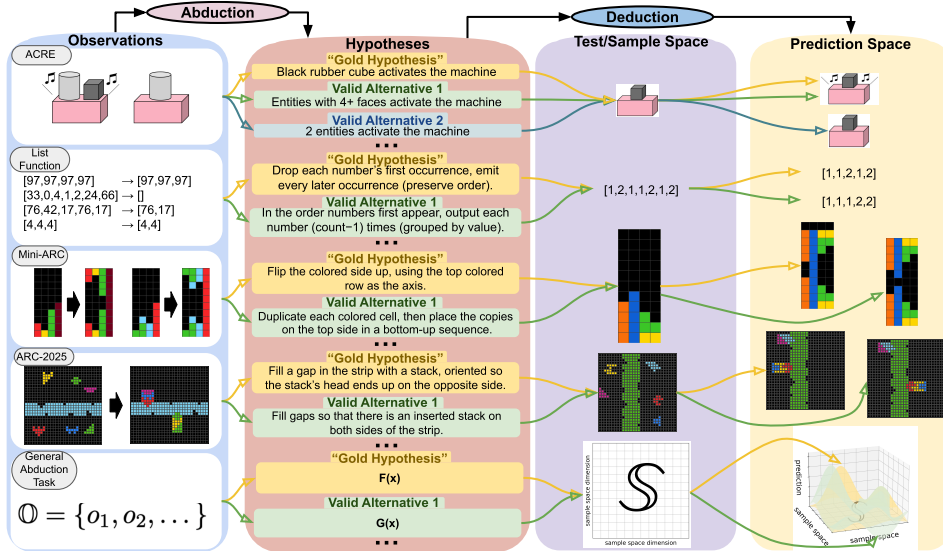 Abduction
Deduction
Observations
Hypotheses
Test/Sample Space
Prediction Space
ACRE
“Gold Hypothesis”
Black rubber cube activates the machine
Valid Alternative 1
Entities with 4+ faces activate the machine
Valid Alternative 2
2 entities activate the machine
...
List
Function
[97,97,97,97] → [97,97,97]
[33,0,4,1,2,24,66] → []
[76,42,17,76,17] → [76,17]
[4,4,4] → [4,4]
“Gold Hypothesis”
Drop each number’s first occurrence, emit
every later occurrence (preserve order).
Valid Alternative 1
In the order numbers first appear, output each
number (count−1) times (grouped by value).
...
[1,2,1,1,2,1,2]
[1,1,2,1,2]
[1,1,1,2,2]
Mini-ARC
“Gold Hypothesis”
Flip the colored side up, using the top colored
row as the axis.
Valid Alternative 1
Duplicate each colored cell, then place the copies
on the top side in a bottom-up sequence.
...
ARC-2025
“Gold Hypothesis”
Fill a gap in the strip with a stack, oriented so
the stack’s head ends up on the opposite side.
Valid Alternative 1
Fill gaps so that there is an inserted stack on
both sides of the strip.
...
General
Abduction
Task
𝕆 = {o₁, o₂, . . . }
“Gold Hypothesis”
F(x)
Valid Alternative 1
G(x)
...
sample space dimension
S
sample space dimension
prediction
sample space
sample space